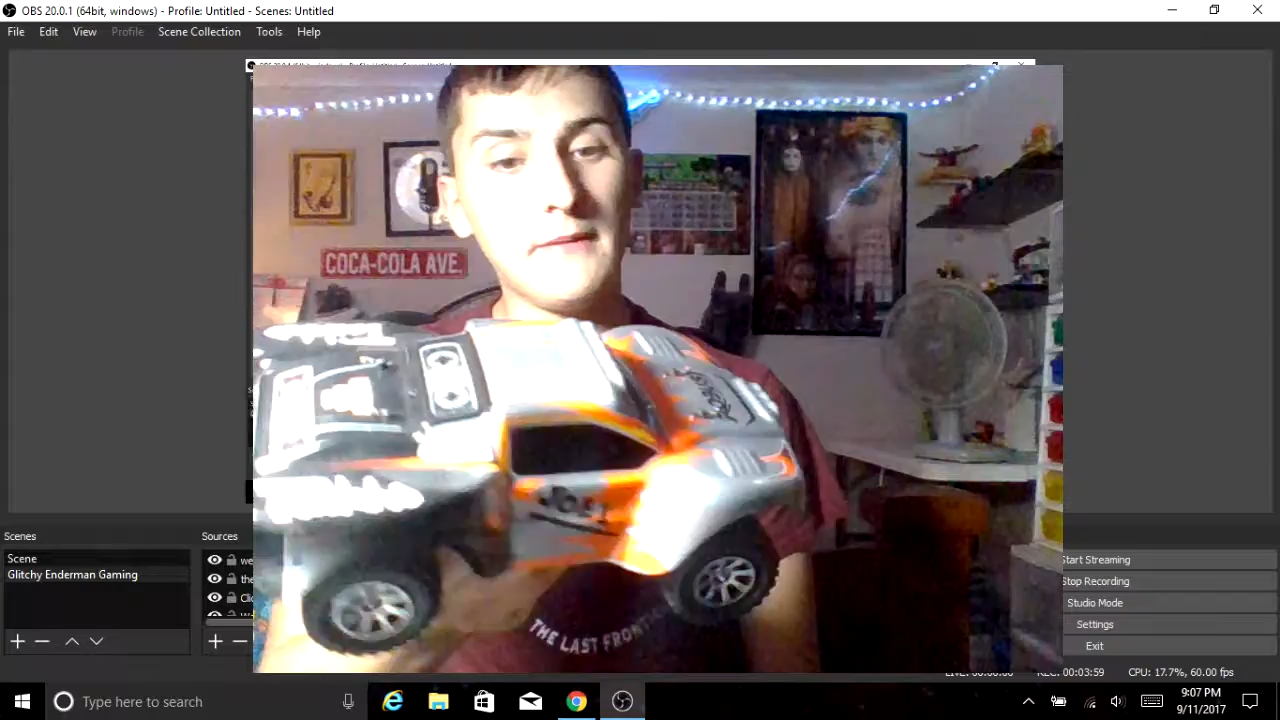 OBS 20.0.1 (64bit, windows) - Profile: Untitled - Scenes: Untitled
File Edit View Profile Scene Collection Tools Help
COCA-COLA AVE.
THE LAST FRONTI
Scenes
Scene
Glitchy Enderman Gaming
Sources
we
the
Start Streaming
Stop Recording
Studio Mode
Settings
Exit
REC: 00:03:59 CPU: 17.7%, 60.00 fps
Type here to search
9:07 PM
9/11/2017